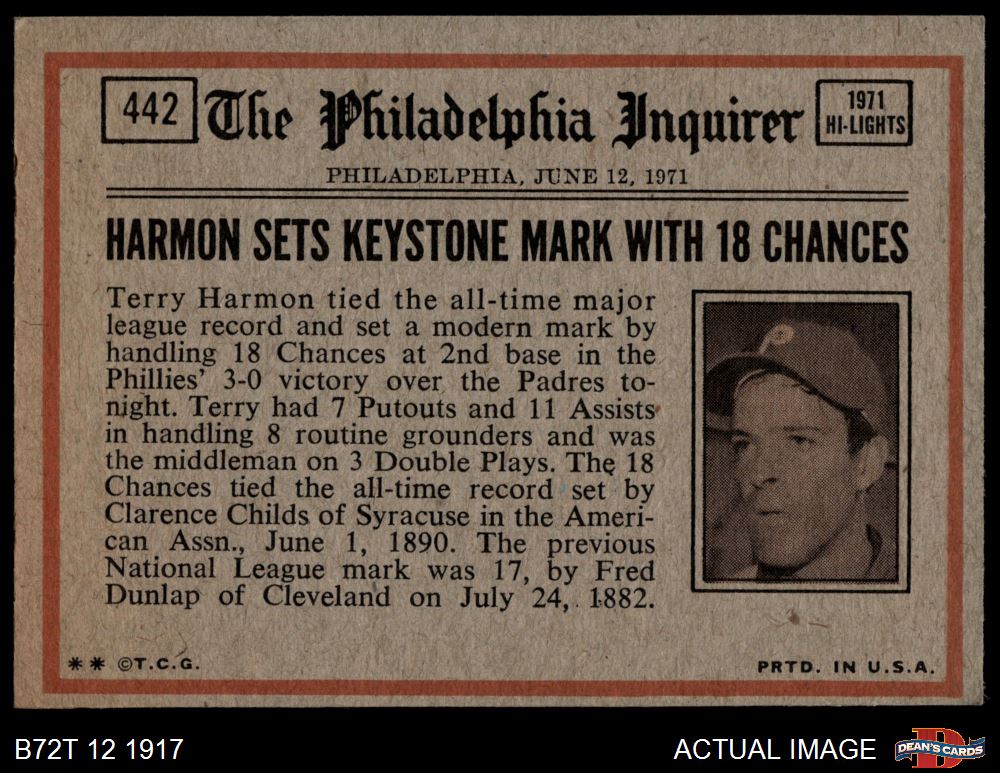 442
The Philadelphia Inquirer
1971
HI-LIGHTS
PHILADELPHIA, JUNE 12, 1971
HARMON SETS KEYSTONE MARK WITH 18 CHANCES
Terry Harmon tied the all-time major
league record and set a modern mark by
handling 18 Chances at 2nd base in the
Phillies' 3-0 victory over the Padres to-
night. Terry had 7 Putouts and 11 Assists
in handling 8 routine grounders and was
the middleman on 3 Double Plays. The 18
Chances tied the all-time record set by
Clarence Childs of Syracuse in the Ameri-
can Assn., June 1, 1890. The previous
National League mark was 17, by Fred
Dunlap of Cleveland on July 24, 1882.
P
** ©T.C.G.
PRTD. IN U.S.A.
B72T 12 1917
ACTUAL IMAGE
D
DEAN'S CARDS